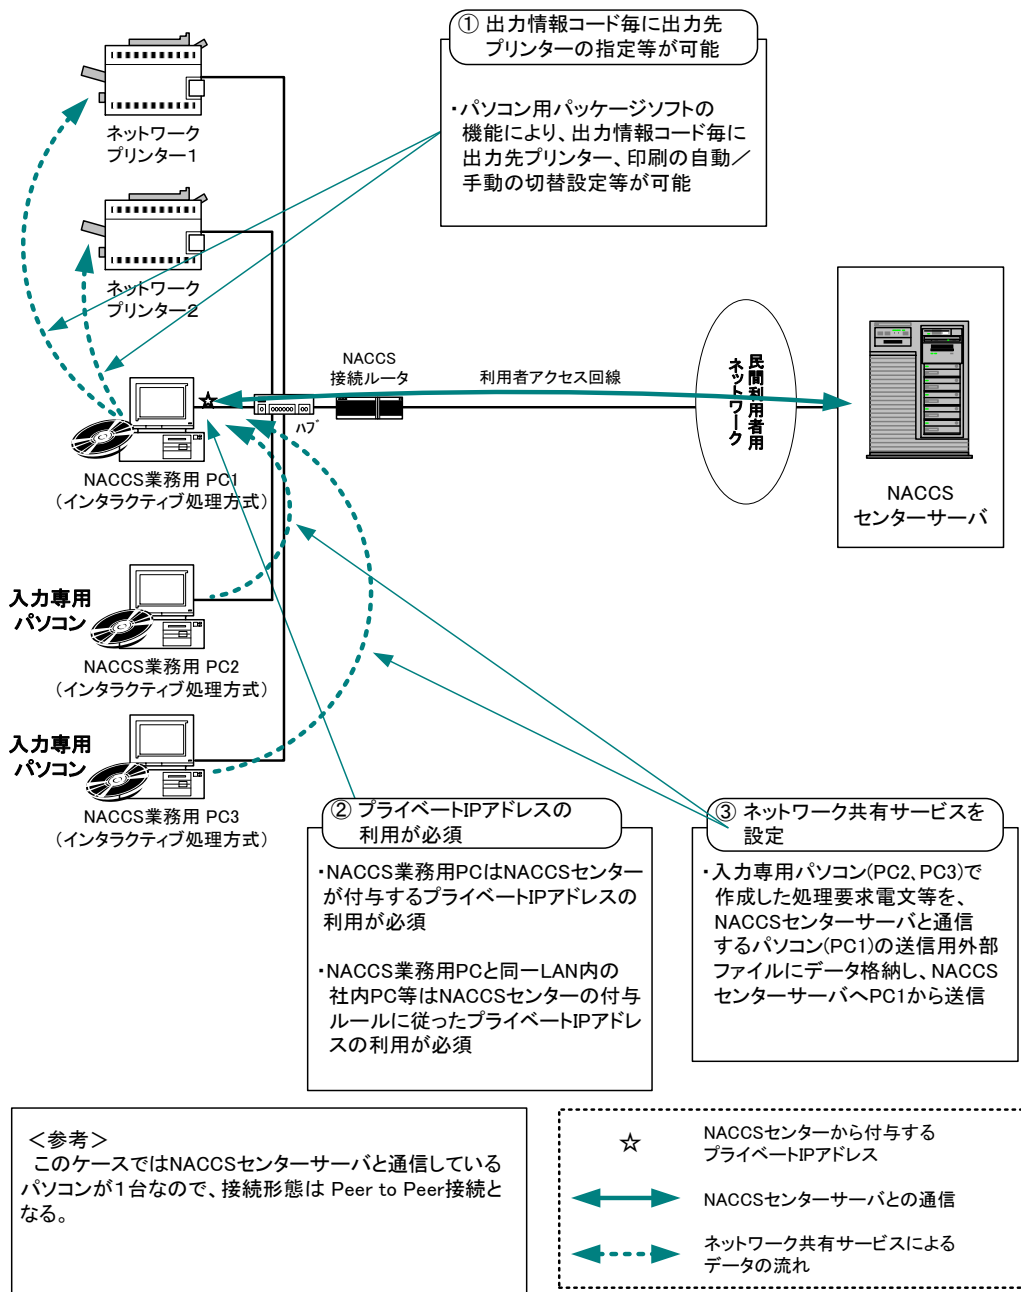 ① 出力情報コード毎に出力先
プリンターの指定等が可能
・パソコン用パッケージソフトの
機能により、出力情報コード毎に
出力先プリンター、印刷の自動／
手動の切替設定等が可能
ネットワーク
プリンター1
ネットワーク
プリンター2
NACCS
接続ルータ
利用者アクセス回線
民間利用者用
ネットワーク
ハブ
NACCS
センターサーバ
NACCS業務用 PC1
（インタラクティブ処理方式）
入力専用
パソコン
NACCS業務用 PC2
（インタラクティブ処理方式）
入力専用
パソコン
NACCS業務用 PC3
（インタラクティブ処理方式）
② プライベートIPアドレスの
利用が必須
・NACCS業務用PCはNACCSセンター
が付与するプライベートIPアドレスの
利用が必須
・NACCS業務用PCと同一LAN内の
社内PC等はNACCSセンターの付与
ルールに従ったプライベートIPアドレ
スの利用が必須
③ ネットワーク共有サービスを
設定
・入力専用パソコン(PC2、PC3)で
作成した処理要求電文等を、
NACCSセンターサーバと通信
するパソコン(PC1)の送信用外部
ファイルにデータ格納し、NACCS
センターサーバへPC1から送信
＜参考＞
このケースではNACCSセンターサーバと通信している
パソコンが１台なので、接続形態は Peer to Peer接続と
なる。
☆ NACCSセンターから付与する
プライベートIPアドレス
NACCSセンターサーバとの通信
ネットワーク共有サービスによる
データの流れ